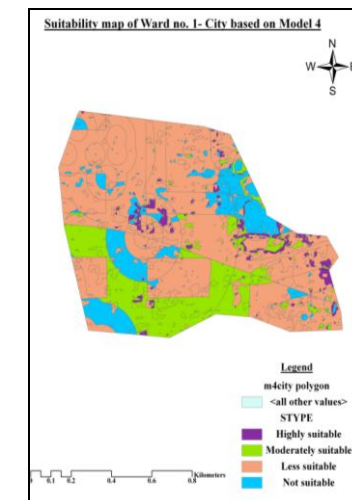 Suitability map of Ward no. 1- City based on Model 4
N
W E
S
Legend
m4city polygon
<all other values>
STYPE
Highly suitable
Moderately suitable
Less suitable
Not suitable
Kilometers
0 0.1 0.2 0.4 0.6 0.8